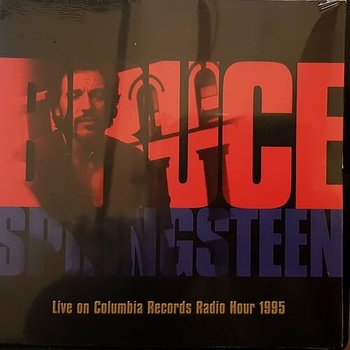 BRUCE
SPRINGSTEEN
Live on Columbia Records Radio Hour 1995